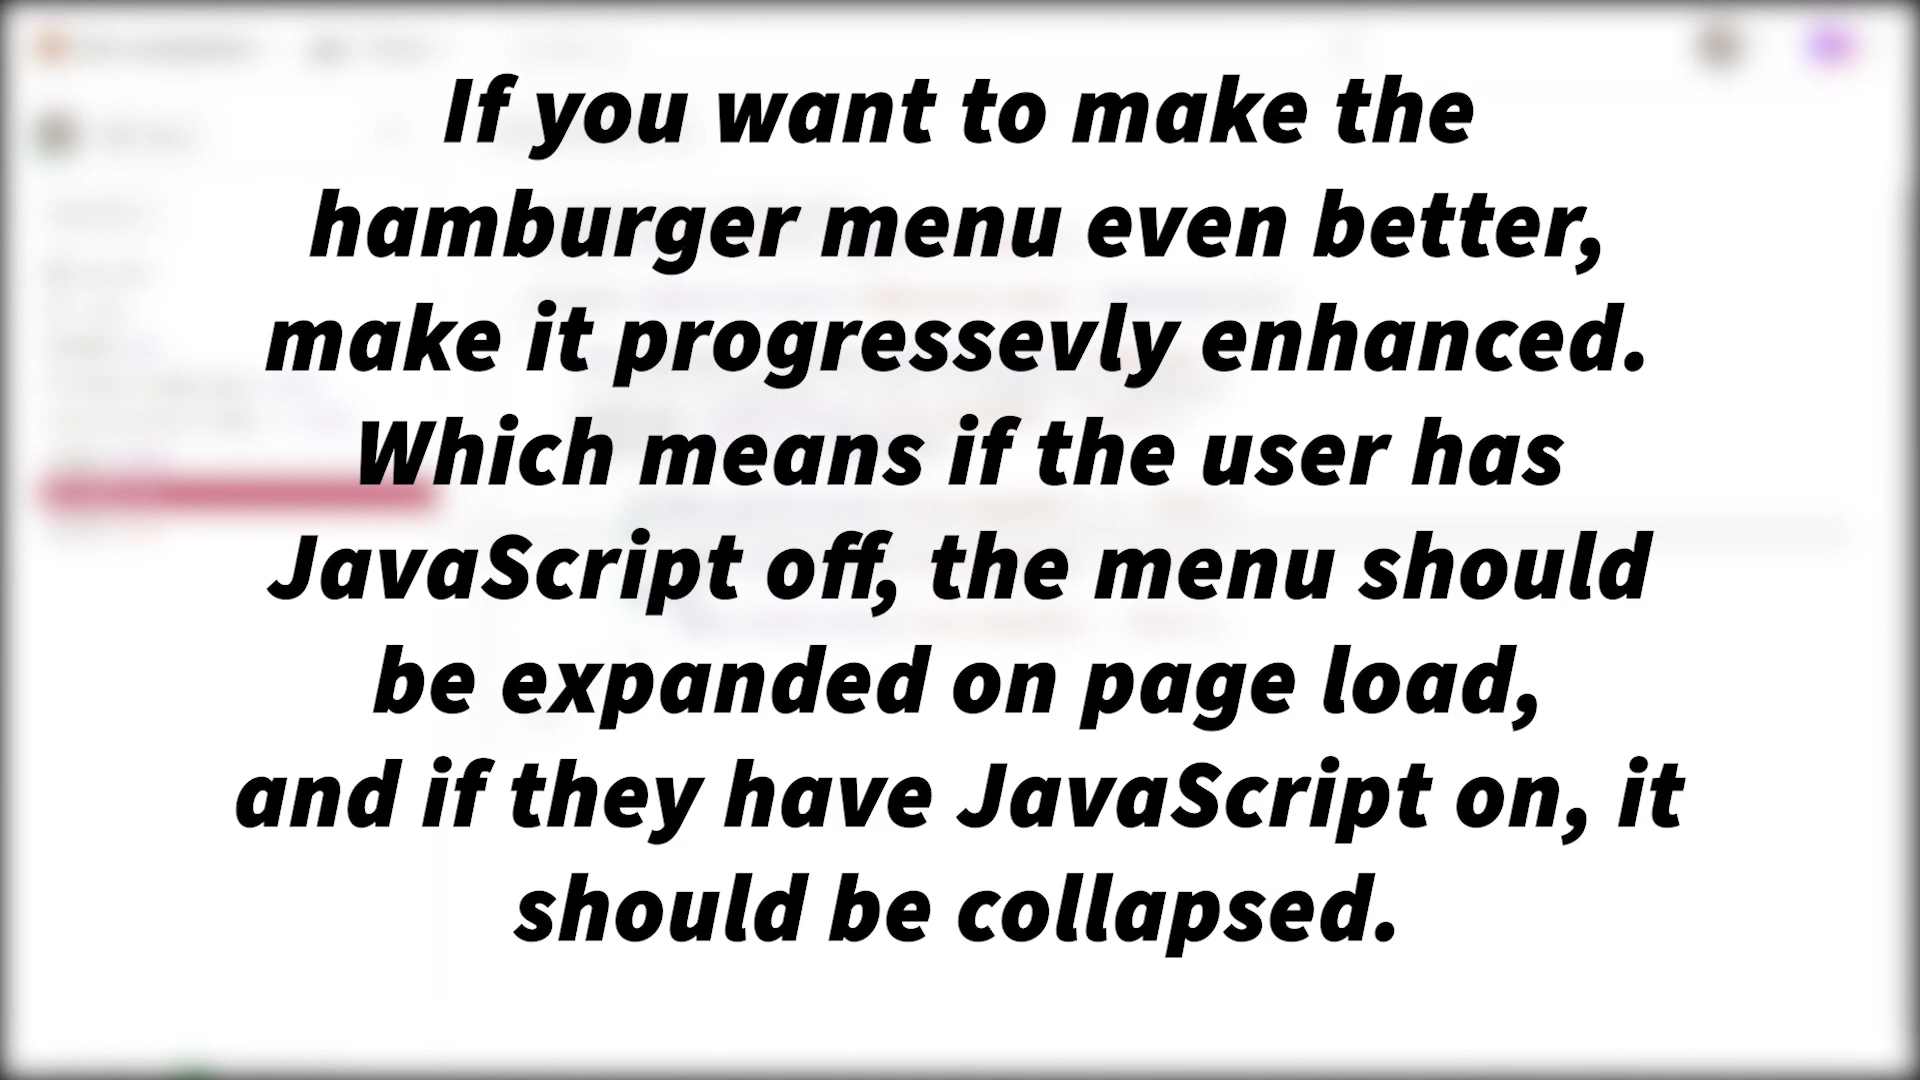 If you want to make the
hamburger menu even better,
make it progressevly enhanced.
Which means if the user has
JavaScript off, the menu should
be expanded on page load,
and if they have JavaScript on, it
should be collapsed.